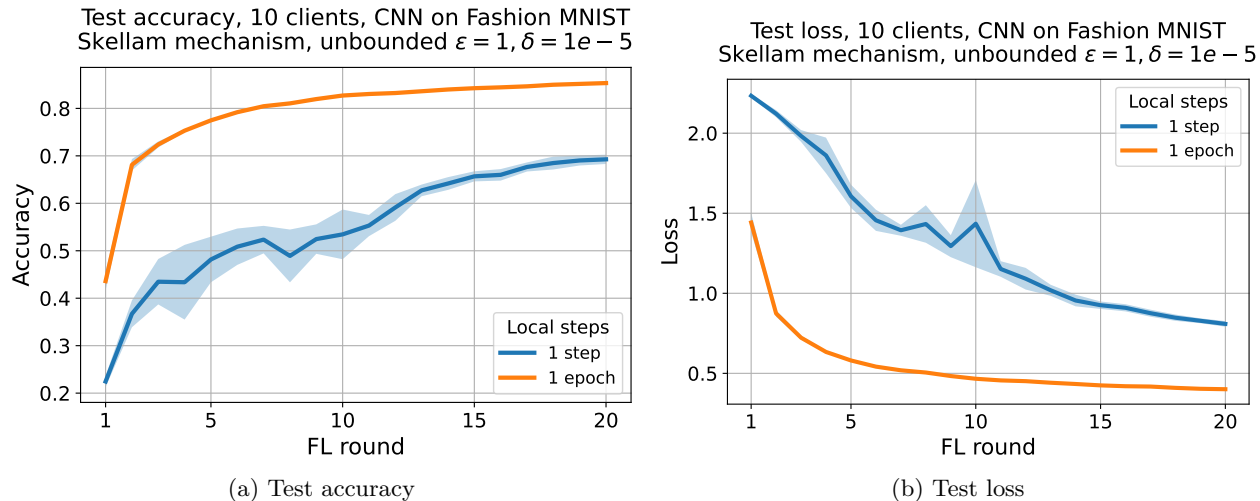 Test accuracy, 10 clients, CNN on Fashion MNIST
Skellam mechanism, unbounded ε = 1, δ = 1e − 5
Accuracy
0.8
0.7
0.6
0.5
0.4
0.3
0.2
Local steps
1 step
1 epoch
1
5
10
15
20
FL round
(a) Test accuracy
Test loss, 10 clients, CNN on Fashion MNIST
Skellam mechanism, unbounded ε = 1, δ = 1e − 5
Loss
2.0
1.5
1.0
0.5
Local steps
1 step
1 epoch
1
5
10
15
20
FL round
(b) Test loss